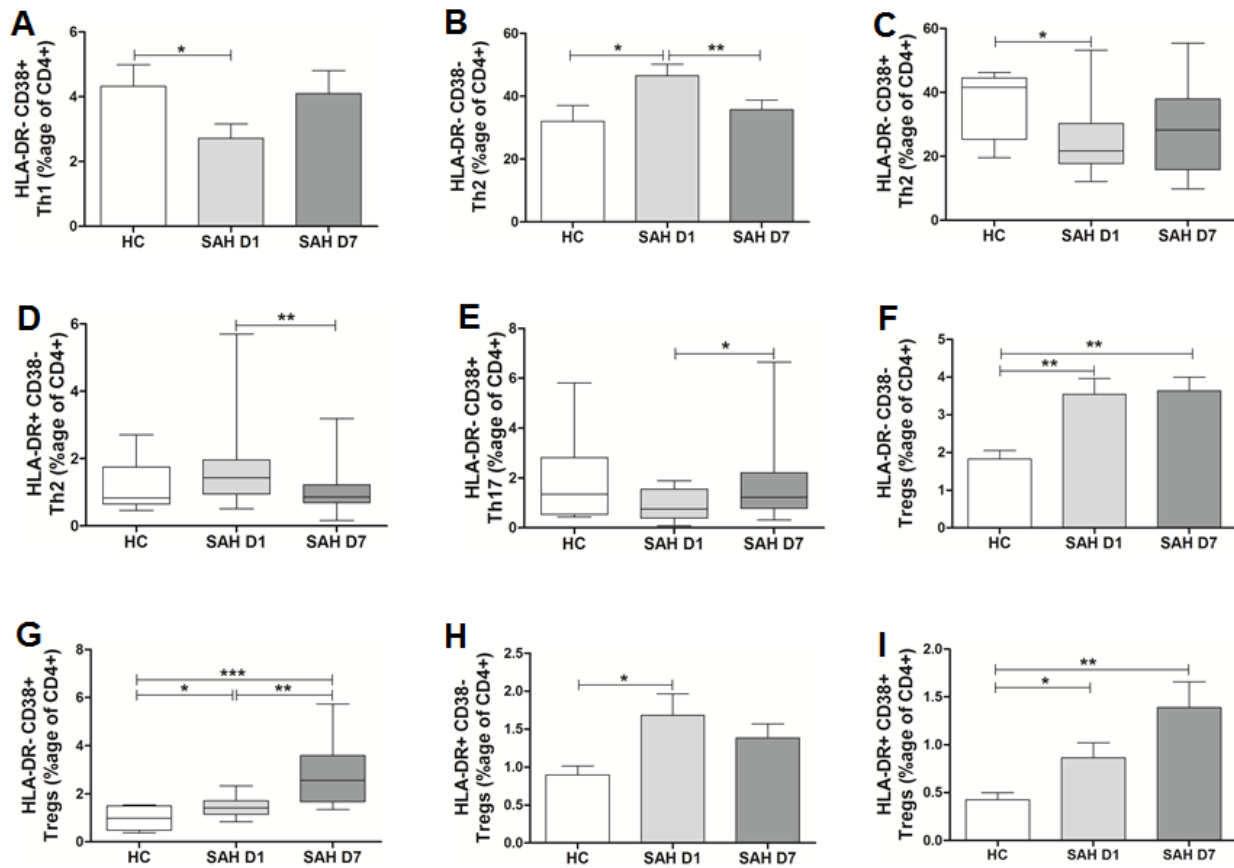 A
HLA-DR- CD38+
Th1 (%age of CD4+)
6
4
2
0
*
HC
SAH D1
SAH D7
B
HLA-DR- CD38-
Th2 (%age of CD4+)
60
40
20
0
*
**
HC
SAH D1
SAH D7
C
HLA-DR- CD38+
Th2 (%age of CD4+)
60
40
20
0
*
HC
SAH D1
SAH D7
D
HLA-DR+ CD38-
Th2 (%age of CD4+)
6
4
2
0
**
HC
SAH D1
SAH D7
E
HLA-DR- CD38+
Th17 (%age of CD4+)
8
6
4
2
0
*
HC
SAH D1
SAH D7
F
HLA-DR- CD38-
Tregs (%age of CD4+)
5
4
3
2
1
0
**
**
HC
SAH D1
SAH D7
G
HLA-DR- CD38+
Tregs (%age of CD4+)
8
6
4
2
0
***
*
**
HC
SAH D1
SAH D7
H
HLA-DR+ CD38-
Tregs (%age of CD4+)
2.5
2.0
1.5
1.0
0.5
0.0
*
HC
SAH D1
SAH D7
I
HLA-DR+ CD38+
Tregs (%age of CD4+)
2.0
1.5
1.0
0.5
0.0
**
*
HC
SAH D1
SAH D7